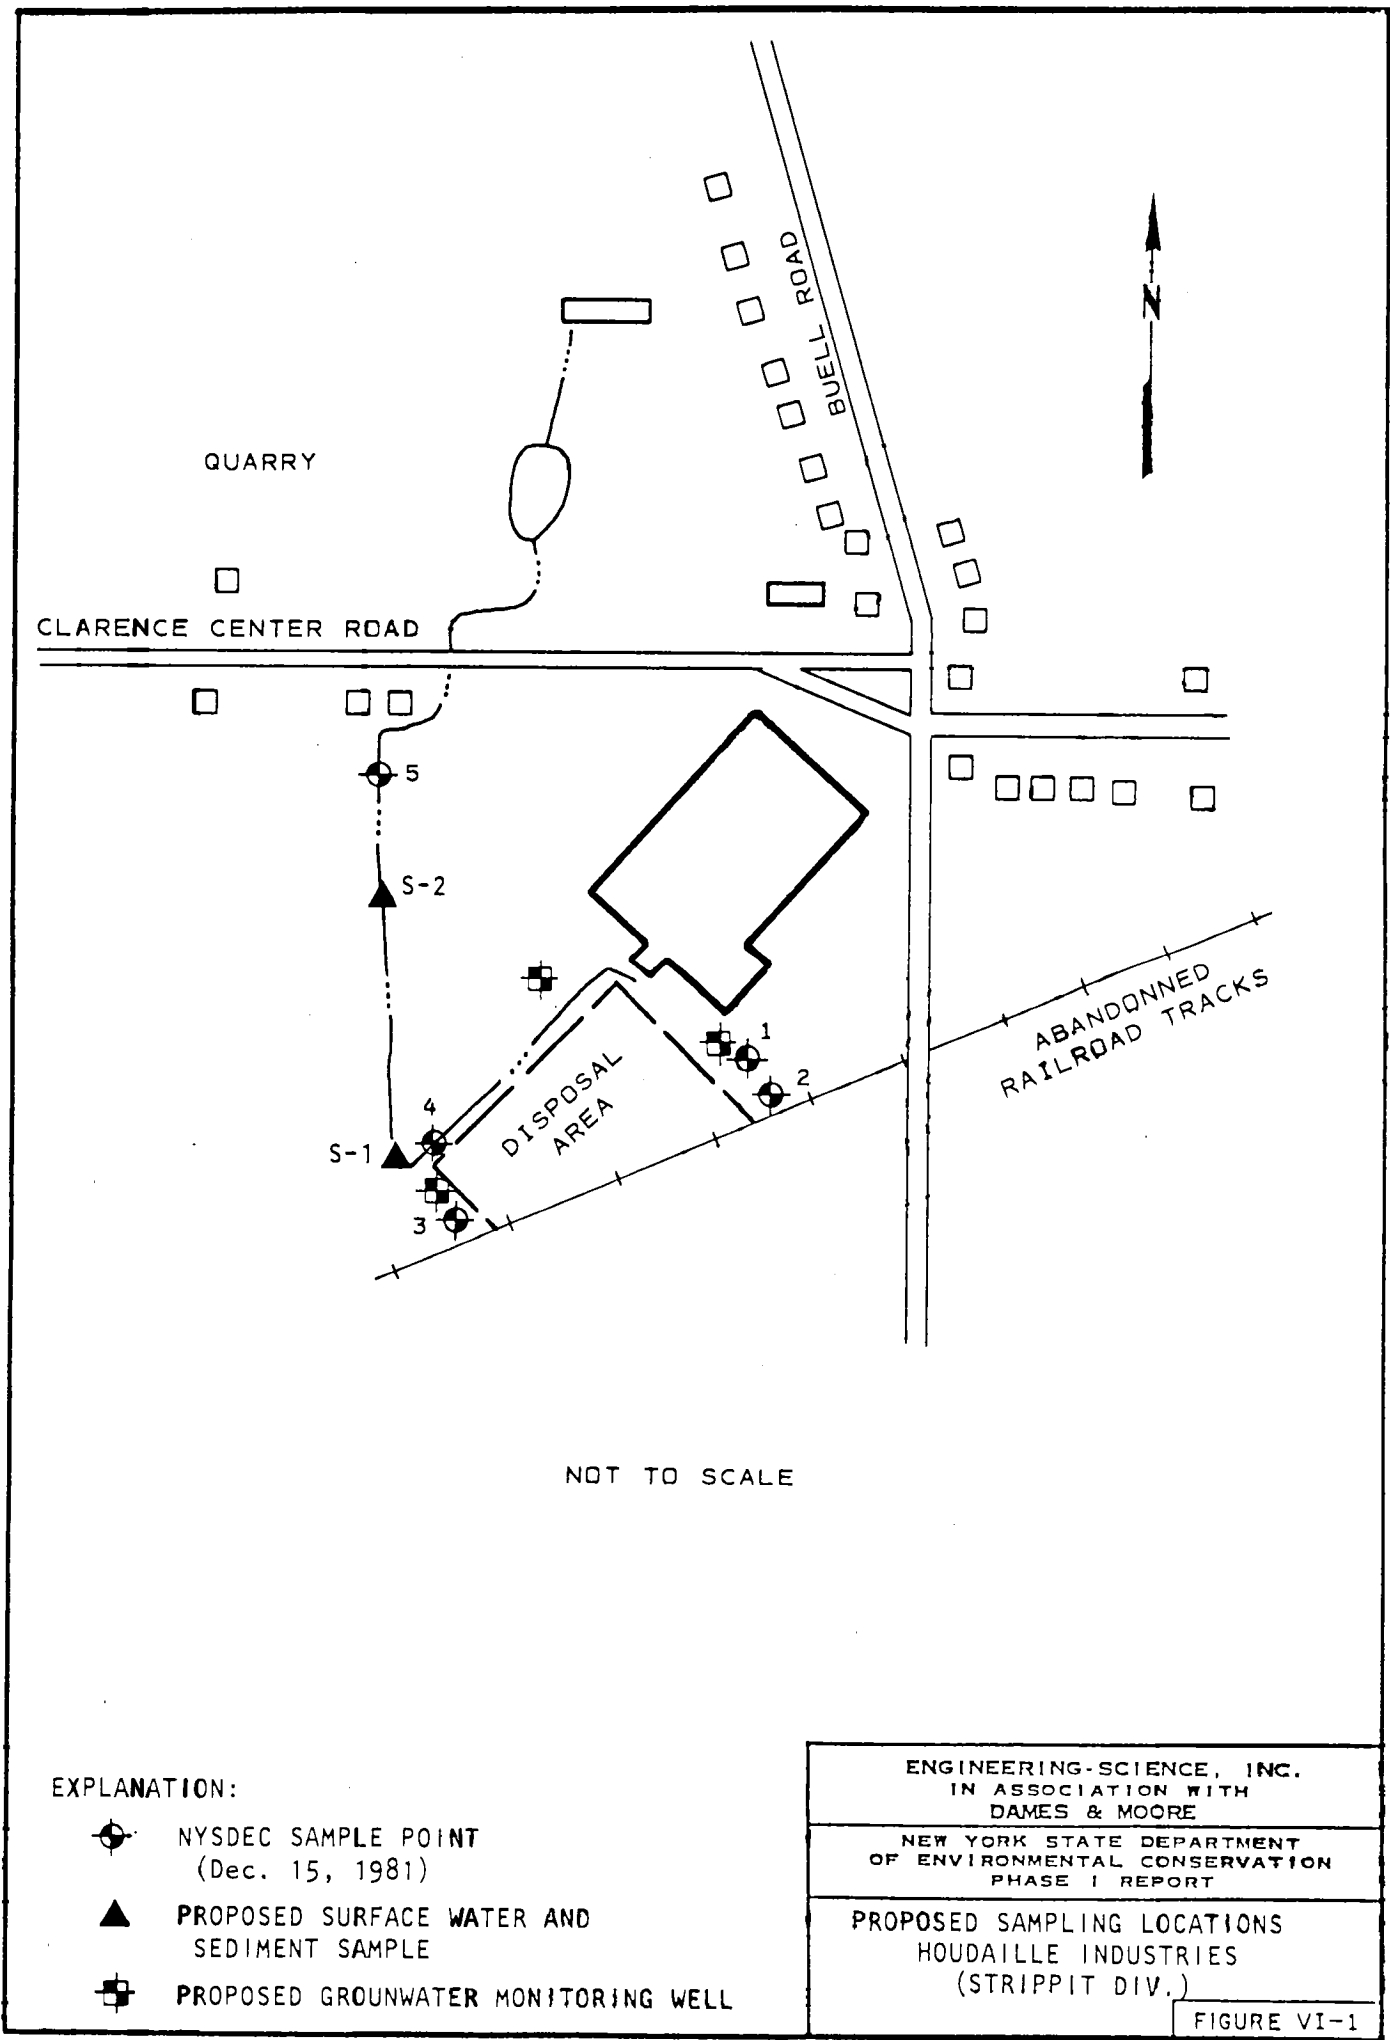 BUELL ROAD
N
QUARRY
CLARENCE CENTER ROAD
5
S-2
ABANDONNED
RAILROAD TRACKS
1
2
DISPOSAL
AREA
4
S-1
3
NOT TO SCALE
EXPLANATION:
NYSDEC SAMPLE POINT
(Dec. 15, 1981)
PROPOSED SURFACE WATER AND
SEDIMENT SAMPLE
PROPOSED GROUNWATER MONITORING WELL
ENGINEERING-SCIENCE, INC.
IN ASSOCIATION WITH
DAMES & MOORE
NEW YORK STATE DEPARTMENT
OF ENVIRONMENTAL CONSERVATION
PHASE I REPORT
PROPOSED SAMPLING LOCATIONS
HOUDAILLE INDUSTRIES
(STRIPPIT DIV.)
FIGURE VI-1